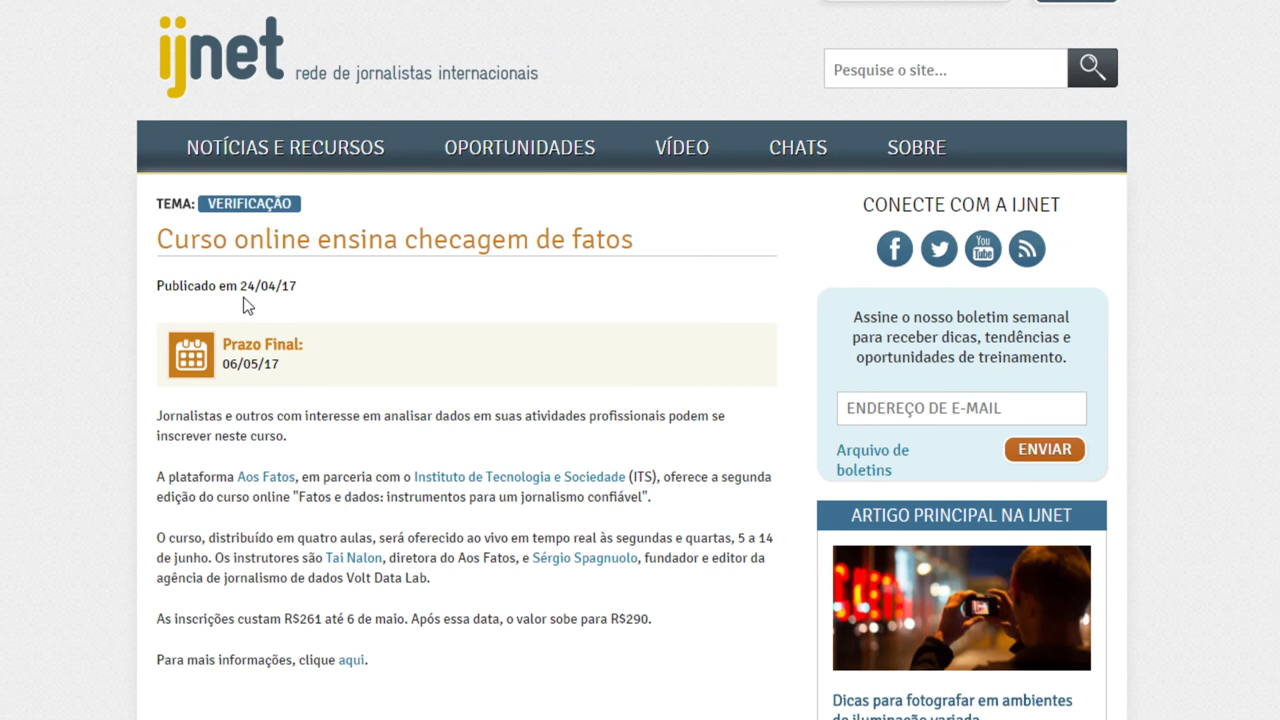 ijnet rede de jornalistas internacionais
Pesquise o site...
NOTÍCIAS E RECURSOS OPORTUNIDADES VÍDEO CHATS SOBRE
TEMA: VERIFICAÇÃO
Curso online ensina checagem de fatos
Publicado em 24/04/17
Prazo Final:
06/05/17
Jornalistas e outros com interesse em analisar dados em suas atividades profissionais podem se
inscrever neste curso.
A plataforma Aos Fatos, em parceria com o Instituto de Tecnologia e Sociedade (ITS), oferece a segunda
edição do curso online "Fatos e dados: instrumentos para um jornalismo confiável".
O curso, distribuído em quatro aulas, será oferecido ao vivo em tempo real às segundas e quartas, 5 a 14
de junho. Os instrutores são Tai Nalon, diretora do Aos Fatos, e Sérgio Spagnuolo, fundador e editor da
agência de jornalismo de dados Volt Data Lab.
As inscrições custam R$261 até 6 de maio. Após essa data, o valor sobe para R$290.
Para mais informações, clique aqui.
CONECTE COM A IJNET
You
Tube
Assine o nosso boletim semanal
para receber dicas, tendências e
oportunidades de treinamento.
ENDEREÇO DE E-MAIL
Arquivo de
boletins
ENVIAR
ARTIGO PRINCIPAL NA IJNET
Dicas para fotografar em ambientes
de iluminação variada